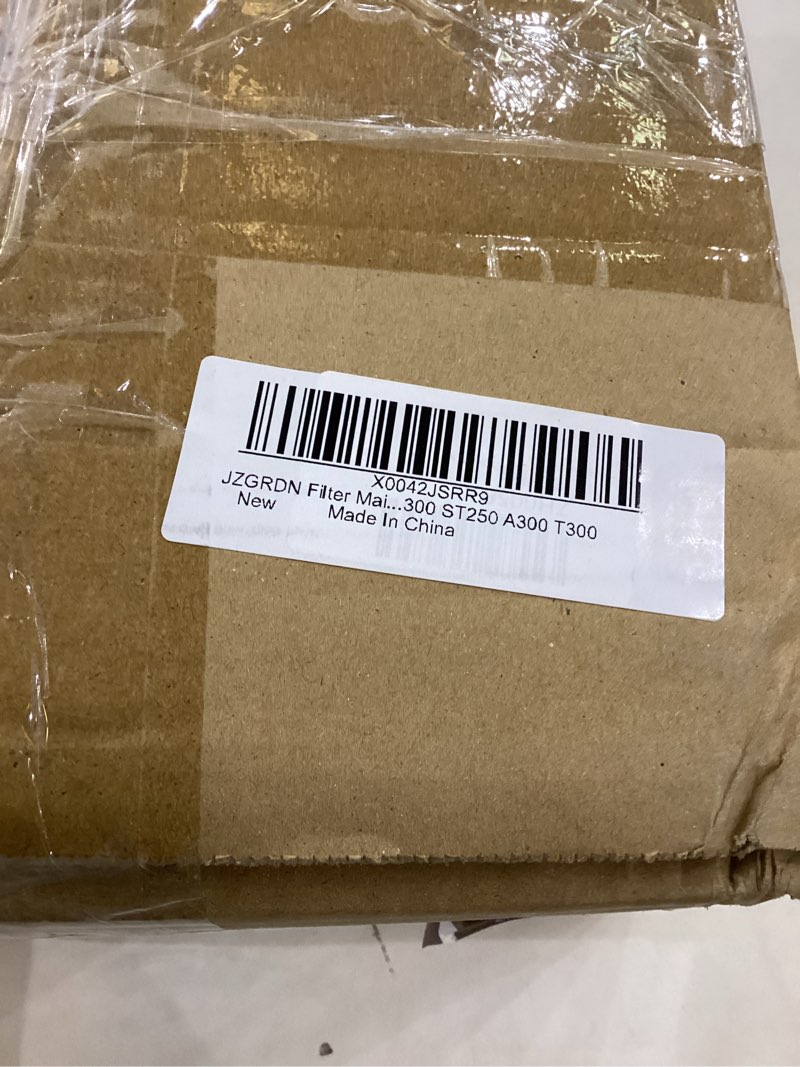 X0042JSRR9
JZGRDN Filter Mai...300 ST250 A300 T300
New
Made In China